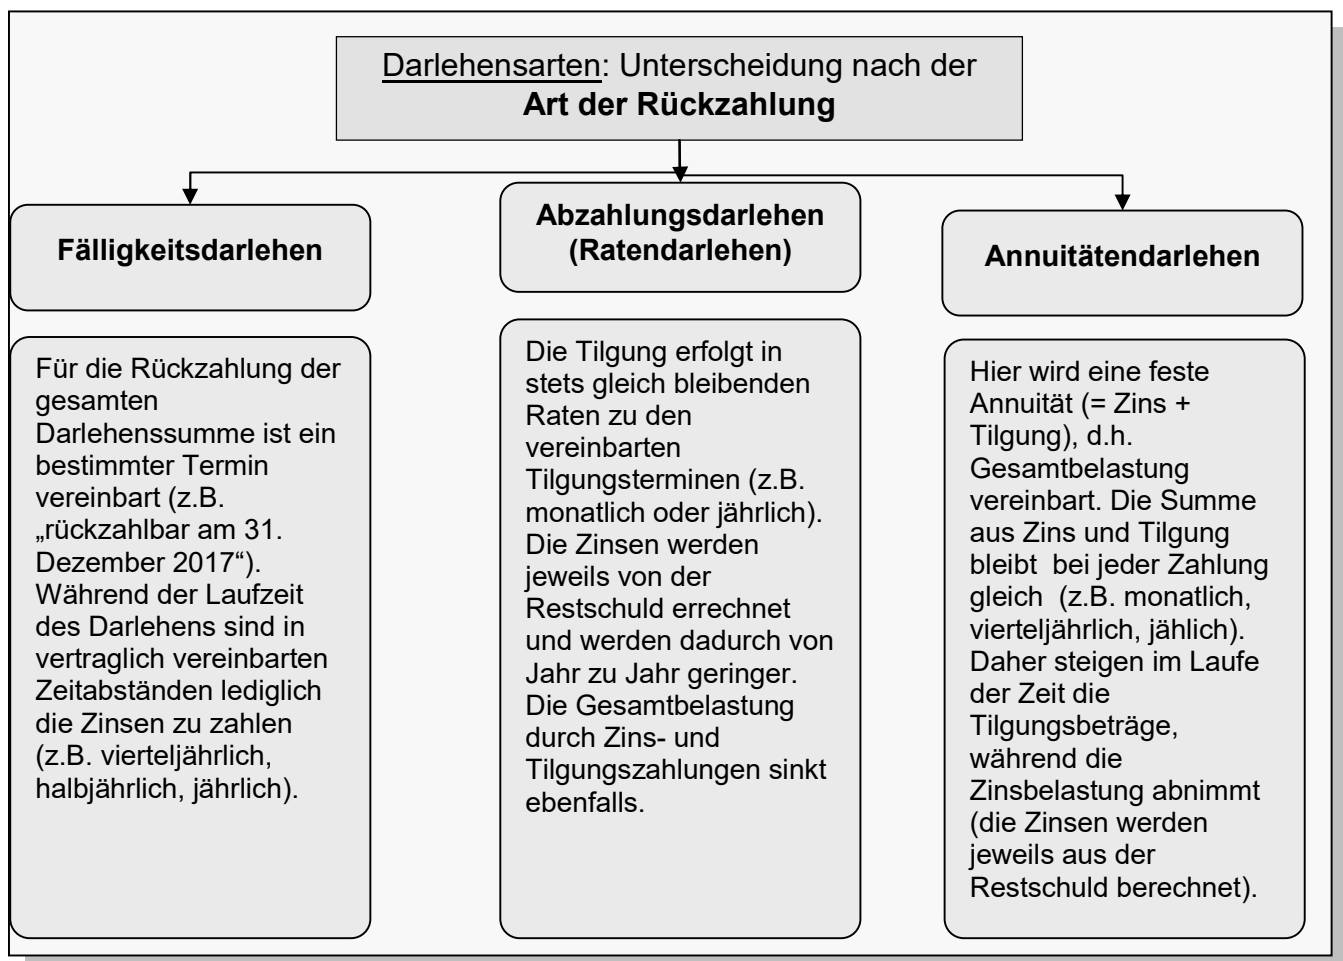 Darlehensarten: Unterscheidung nach der
Art der Rückzahlung
Fälligkeitsdarlehen
Für die Rückzahlung der
gesamten
Darlehenssumme ist ein
bestimmter Termin
vereinbart (z.B.
„rückzahlbar am 31.
Dezember 2017“).
Während der Laufzeit
des Darlehens sind in
vertraglich vereinbarten
Zeitabständen lediglich
die Zinsen zu zahlen
(z.B. vierteljährlich,
halbjährlich, jährlich).
Abzahlungsdarlehen
(Ratendarlehen)
Die Tilgung erfolgt in
stets gleich bleibenden
Raten zu den
vereinbarten
Tilgungsterminen (z.B.
monatlich oder jährlich).
Die Zinsen werden
jeweils von der
Restschuld errechnet
und werden dadurch von
Jahr zu Jahr geringer.
Die Gesamtbelastung
durch Zins- und
Tilgungszahlungen sinkt
ebenfalls.
Annuitätendarlehen
Hier wird eine feste
Annuität (= Zins +
Tilgung), d.h.
Gesamtbelastung
vereinbart. Die Summe
aus Zins und Tilgung
bleibt  bei jeder Zahlung
gleich  (z.B. monatlich,
vierteljährlich, jählich).
Daher steigen im Laufe
der Zeit die
Tilgungsbeträge,
während die
Zinsbelastung abnimmt
(die Zinsen werden
jeweils aus der
Restschuld berechnet).